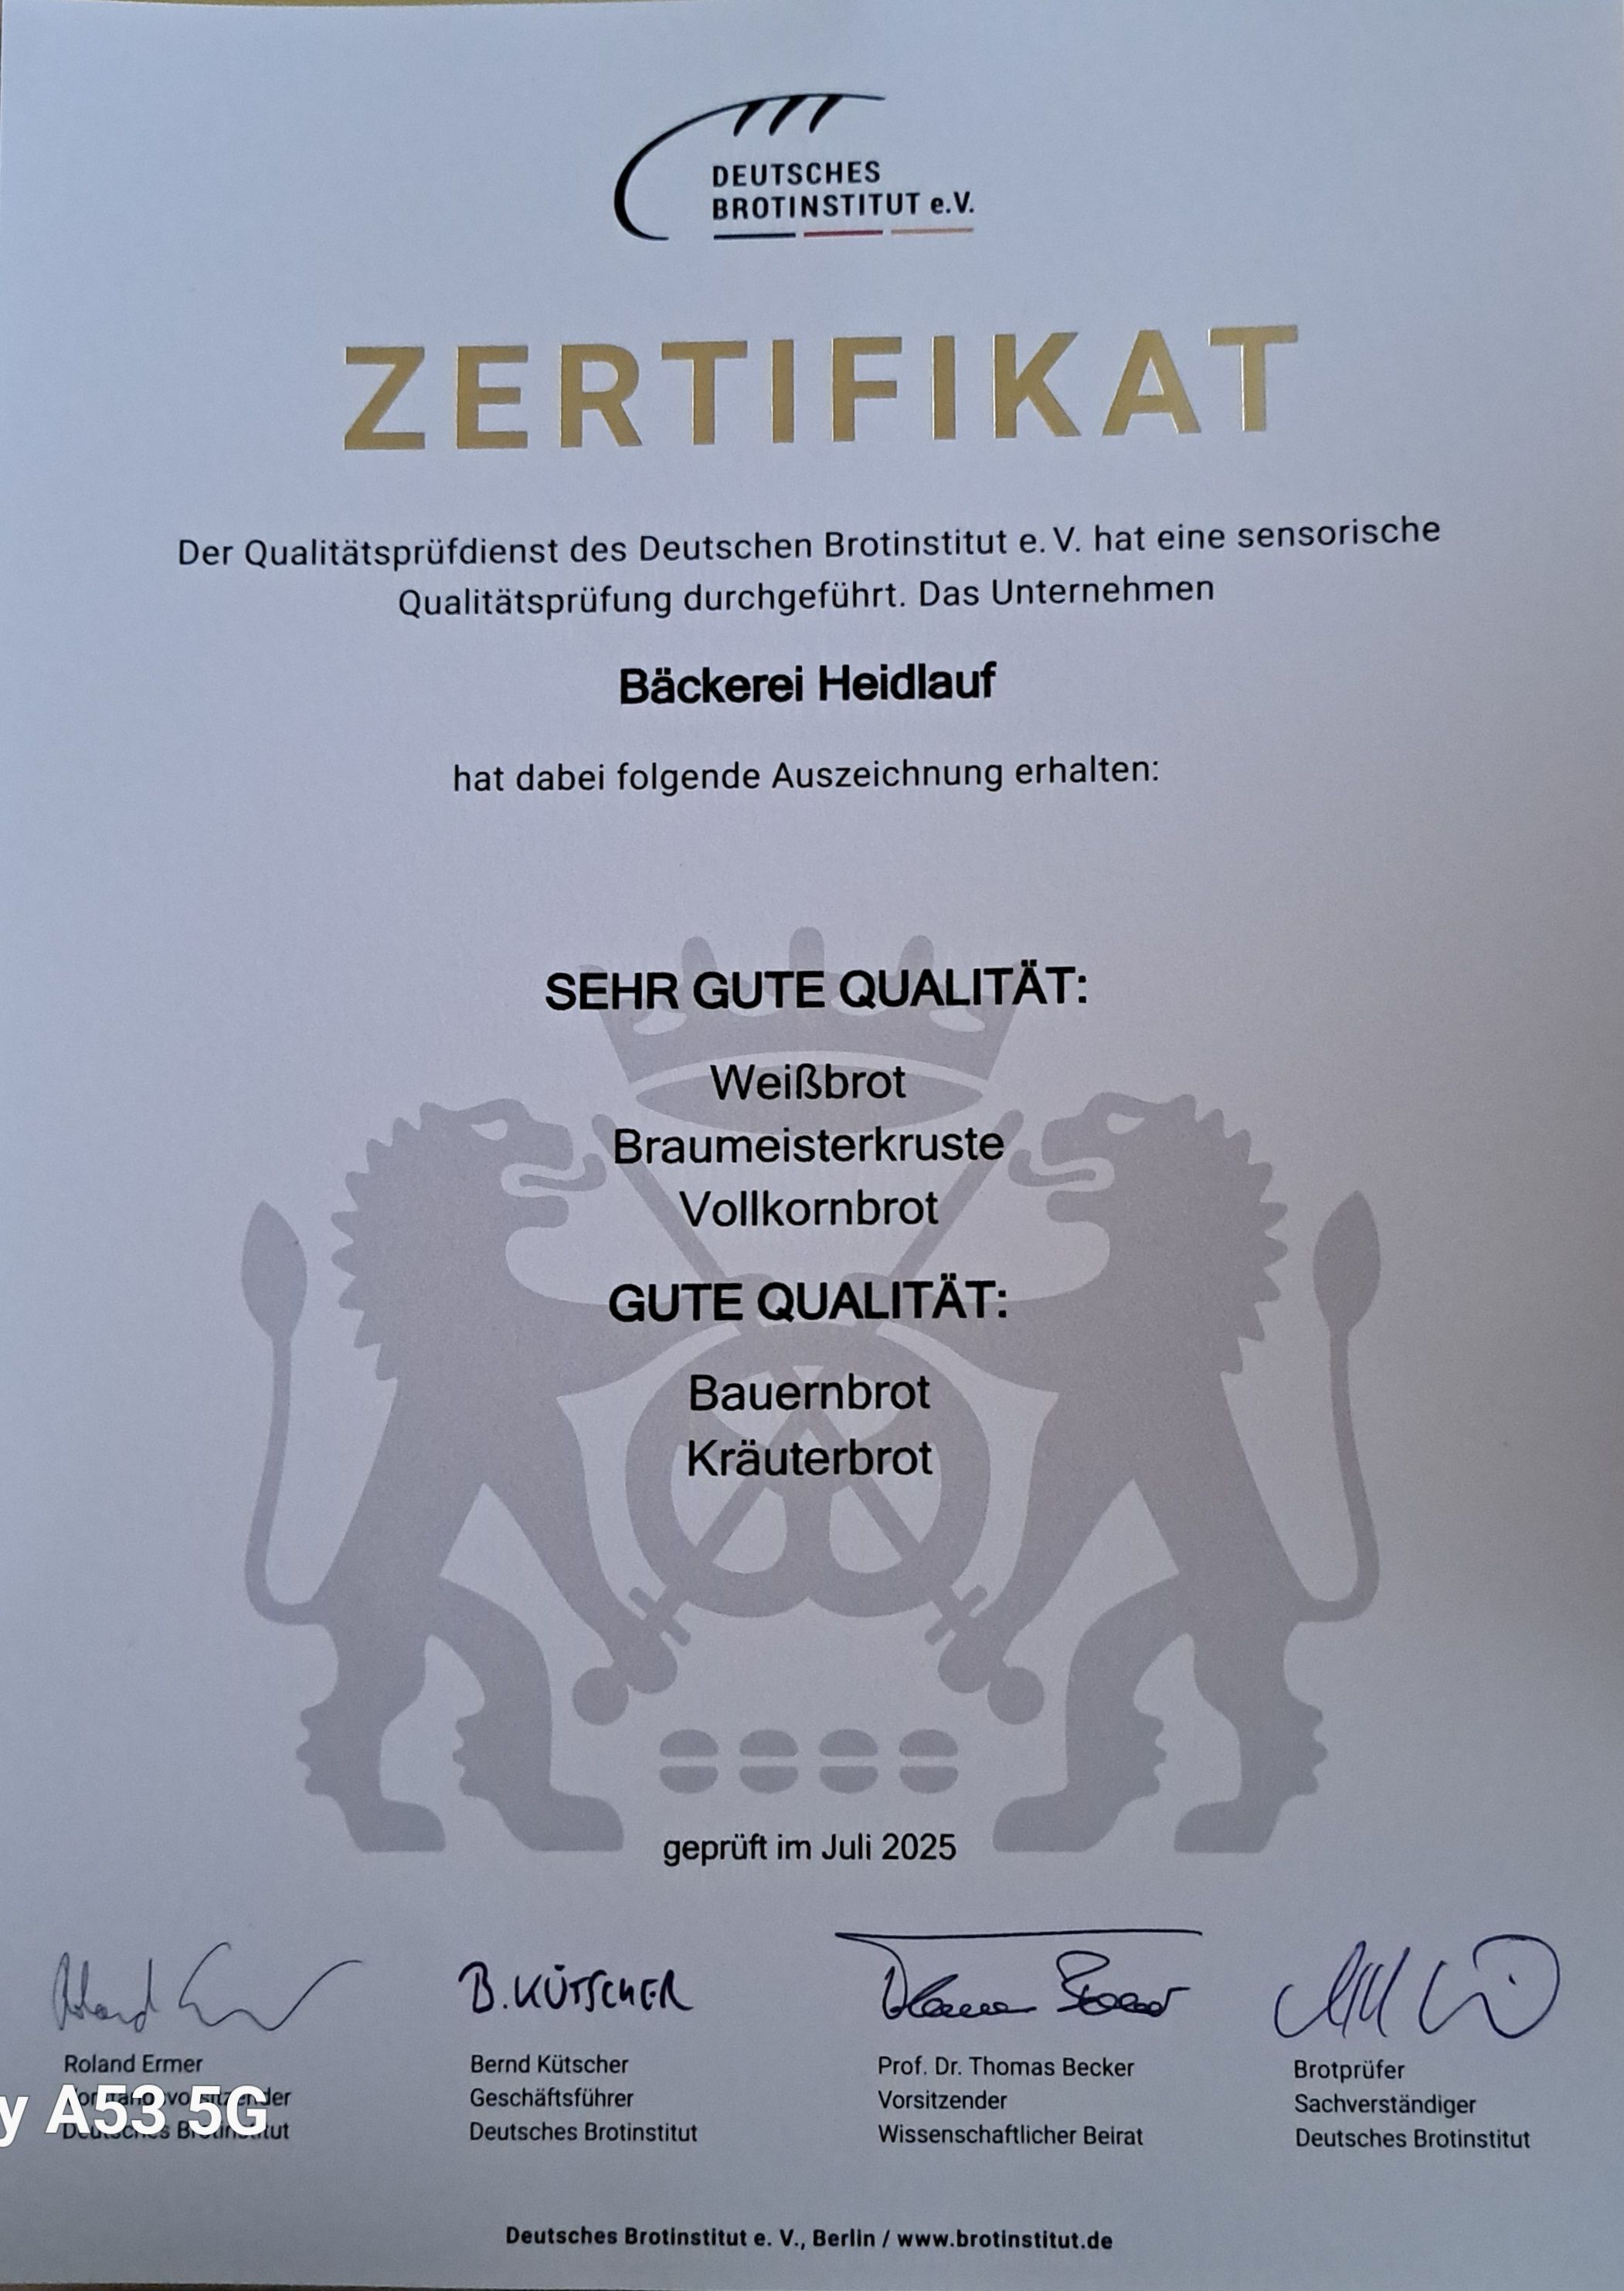 DEUTSCHES
BROTINSTITUT e.V.
ZERTIFIKAT
Der Qualitätsprüfdienst des Deutschen Brotinstitut e. V. hat eine sensorische
Qualitätsprüfung durchgeführt. Das Unternehmen
Bäckerei Heidlauf
hat dabei folgende Auszeichnung erhalten:
SEHR GUTE QUALITÄT:
Weißbrot
Braumeisterkruste
Vollkornbrot
GUTE QUALITÄT:
Bauernbrot
Kräuterbrot
geprüft im Juli 2025
B. KÜTSCHER
Roland Ermer
Vorstandsvorsitzender
Deutsches Brotinstitut
Bernd Kütscher
Geschäftsführer
Deutsches Brotinstitut
Prof. Dr. Thomas Becker
Vorsitzender
Wissenschaftlicher Beirat
Brotprüfer
Sachverständiger
Deutsches Brotinstitut
y A53 5G
Deutsches Brotinstitut e. V., Berlin / www.brotinstitut.de